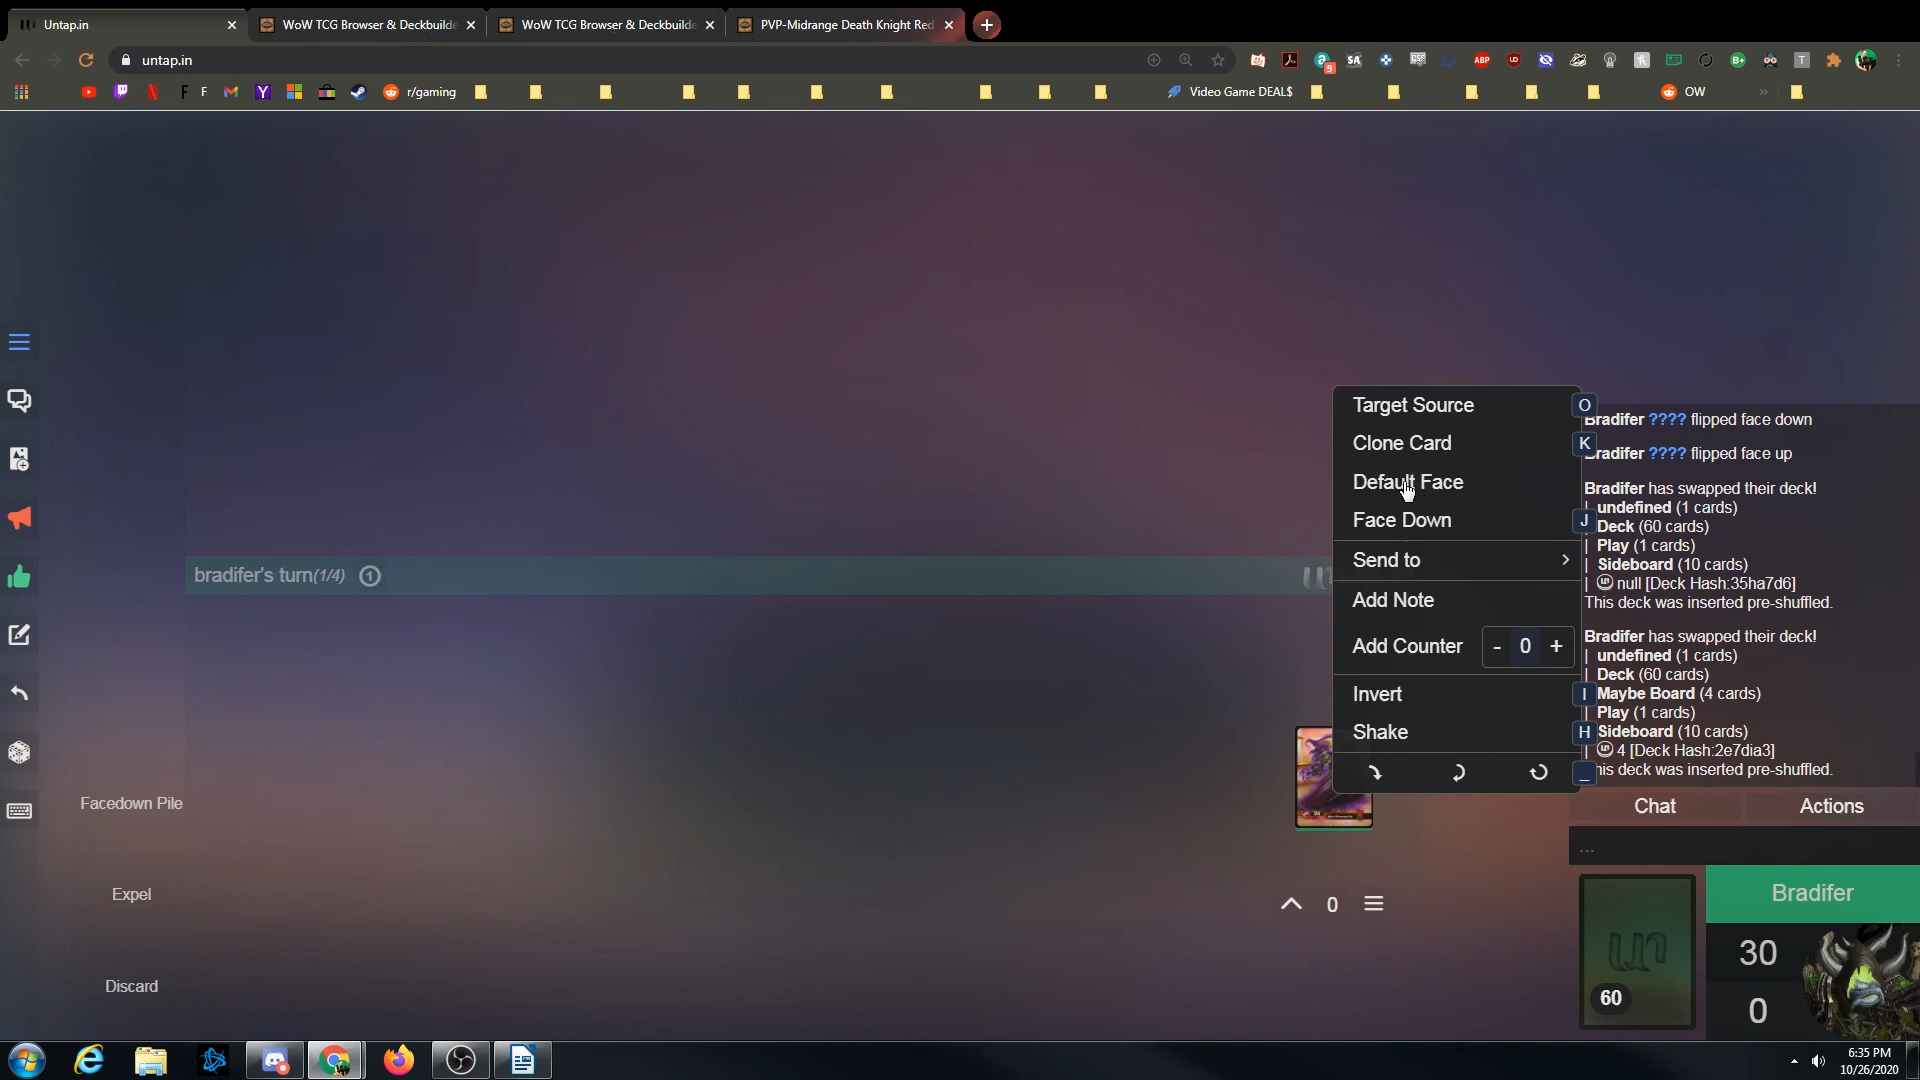 Untap.in
WoW TCG Browser & Deckbuilde
WoW TCG Browser & Deckbuilde
PVP-Midrange Death Knight Red
untap.in
r/gaming
Video Game DEAL$
OW
Target Source O
Clone Card K
Default Face
Face Down J
Send to
Add Note
Add Counter - 0 +
Invert I
Shake H
_
Bradifer ???? flipped face down
Bradifer ???? flipped face up
Bradifer has swapped their deck!
| undefined (1 cards)
| Deck (60 cards)
| Play (1 cards)
| Sideboard (10 cards)
| null [Deck Hash:35ha7d6]
This deck was inserted pre-shuffled.
Bradifer has swapped their deck!
| undefined (1 cards)
| Deck (60 cards)
| Maybe Board (4 cards)
| Play (1 cards)
| Sideboard (10 cards)
| 4 [Deck Hash:2e7dia3]
his deck was inserted pre-shuffled.
bradifer's turn(1/4) 1
Facedown Pile
Expel
Discard
0
Chat Actions
...
Bradifer
30
0
60
6:35 PM
10/26/2020